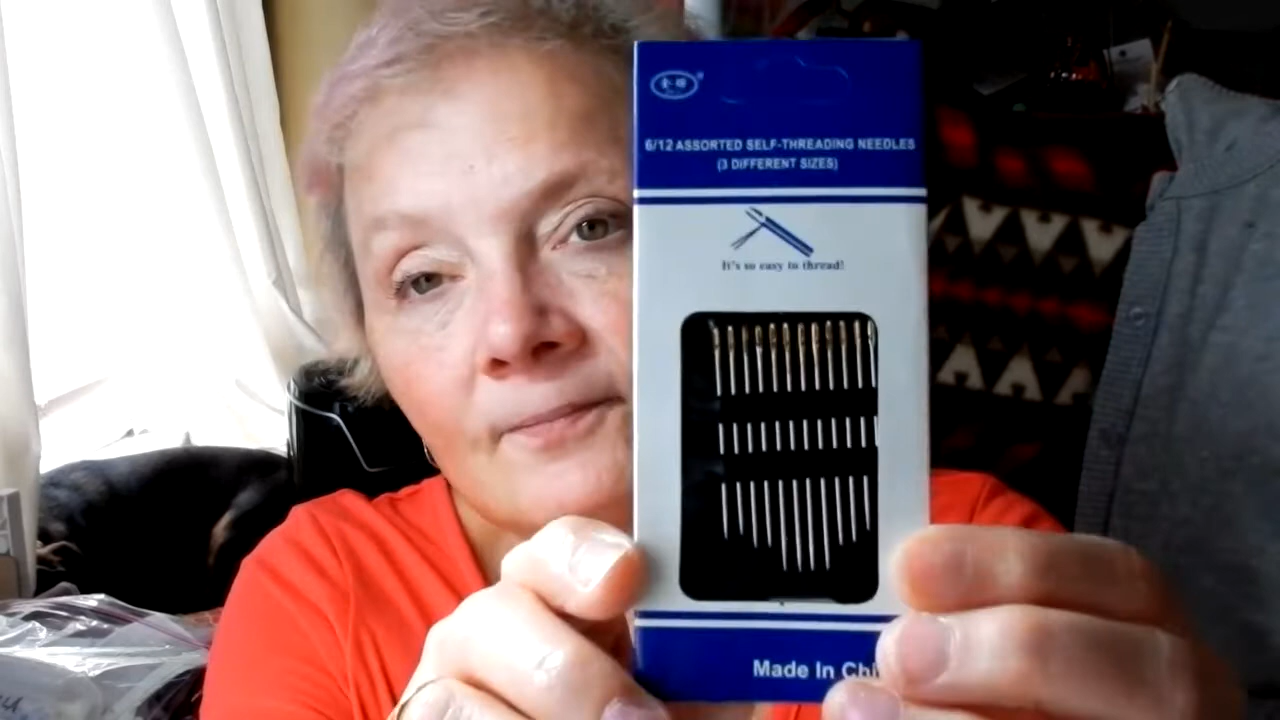 6/12 ASSORTED SELF-THREADING NEEDLES
(3 DIFFERENT SIZES)
It's so easy to thread!
Made In Chi